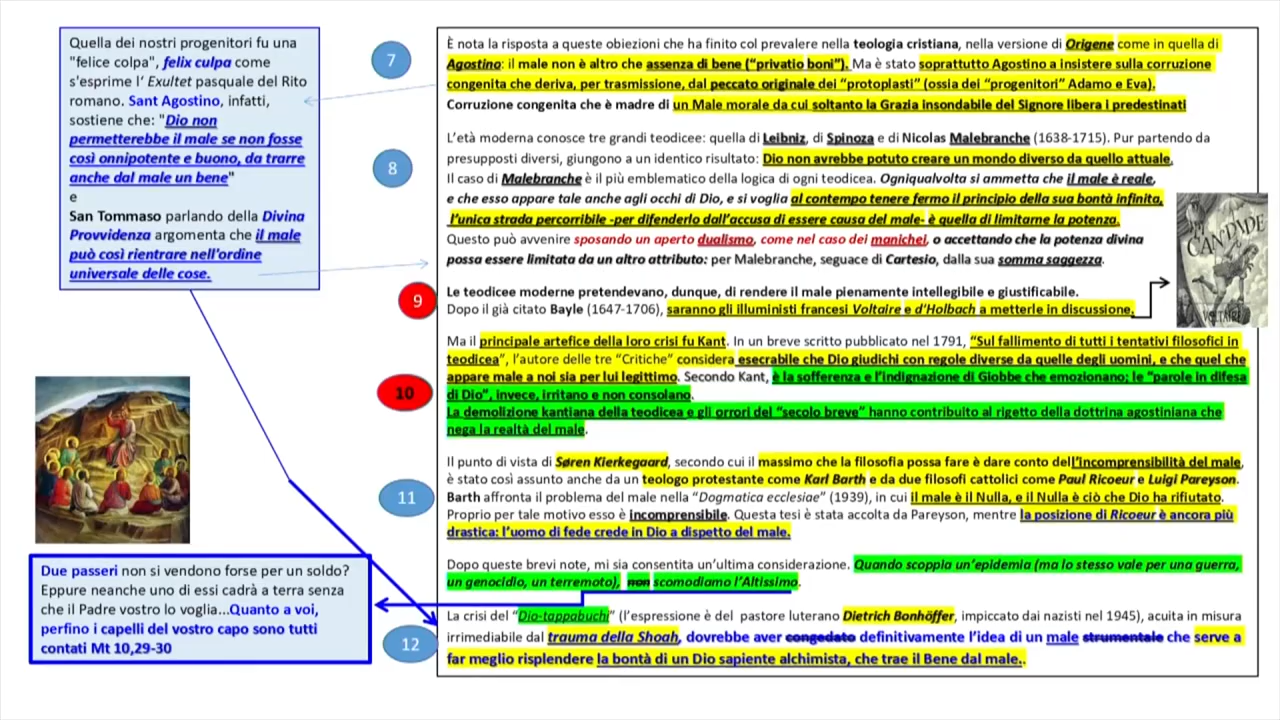 Quella dei nostri progenitori fu una
"felice colpa", felix culpa come
s'esprime l' Exultet pasquale del Rito
romano. Sant Agostino, infatti,
sostiene che: "Dio non
permetterebbe il male se non fosse
così onnipotente e buono, da trarre
anche dal male un bene"
e
San Tommaso parlando della Divina
Provvidenza argomenta che il male
può così rientrare nell'ordine
universale delle cose.
7
È nota la risposta a queste obiezioni che ha finito col prevalere nella teologia cristiana, nella versione di Origene come in quella di
Agostino: il male non è altro che assenza di bene ("privatio boni"). Ma è stato soprattutto Agostino a insistere sulla corruzione
congenita che deriva, per trasmissione, dal peccato originale dei "protoplasti" (ossia dei "progenitori" Adamo e Eva).
Corruzione congenita che è madre di un Male morale da cui soltanto la Grazia insondabile del Signore libera i predestinati
8
L'età moderna conosce tre grandi teodicee: quella di Leibniz, di Spinoza e di Nicolas Malebranche (1638-1715). Pur partendo da
presupposti diversi, giungono a un identico risultato: Dio non avrebbe potuto creare un mondo diverso da quello attuale.
Il caso di Malebranche è il più emblematico della logica di ogni teodicea. Ogniqualvolta si ammetta che il male è reale,
e che esso appare tale anche agli occhi di Dio, e si voglia al contempo tenere fermo il principio della sua bontà infinita,
l'unica strada percorribile -per difenderlo dall'accusa di essere causa del male- è quella di limitarne la potenza.
Questo può avvenire sposando un aperto dualismo, come nel caso dei manichei, o accettando che la potenza divina
possa essere limitata da un altro attributo: per Malebranche, seguace di Cartesio, dalla sua somma saggezza.
9
Le teodicee moderne pretendevano, dunque, di rendere il male pienamente intellegibile e giustificabile.
Dopo il già citato Bayle (1647-1706), saranno gli illuministi francesi Voltaire e d'Holbach a metterle in discussione.
CANDIDE
VOLTAIRE
10
Ma il principale artefice della loro crisi fu Kant. In un breve scritto pubblicato nel 1791, "Sul fallimento di tutti i tentativi filosofici in
teodicea", l'autore delle tre "Critiche" considera esecrabile che Dio giudichi con regole diverse da quelle degli uomini, e che quel che
appare male a noi sia per lui legittimo. Secondo Kant, è la sofferenza e l'indignazione di Giobbe che emozionano; le "parole in difesa
di Dio", invece, irritano e non consolano.
La demolizione kantiana della teodicea e gli orrori del "secolo breve" hanno contribuito al rigetto della dottrina agostiniana che
nega la realtà del male.
11
Il punto di vista di Søren Kierkegaard, secondo cui il massimo che la filosofia possa fare è dare conto dell'incomprensibilità del male,
è stato così assunto anche da un teologo protestante come Karl Barth e da due filosofi cattolici come Paul Ricoeur e Luigi Pareyson.
Barth affronta il problema del male nella "Dogmatica ecclesiae" (1939), in cui il male è il Nulla, e il Nulla è ciò che Dio ha rifiutato.
Proprio per tale motivo esso è incomprensibile. Questa tesi è stata accolta da Pareyson, mentre la posizione di Ricoeur è ancora più
drastica: l'uomo di fede crede in Dio a dispetto del male.
Dopo queste brevi note, mi sia consentita un'ultima considerazione. Quando scoppia un'epidemia (ma lo stesso vale per una guerra,
un genocidio, un terremoto), non scomodiamo l'Altissimo.
12
La crisi del "Dio-tappabuchi" (l'espressione è del pastore luterano Dietrich Bonhöffer, impiccato dai nazisti nel 1945), acuita in misura
irrimediabile dal trauma della Shoah, dovrebbe aver congedato definitivamente l'idea di un male strumentale che serve a
far meglio risplendere la bontà di un Dio sapiente alchimista, che trae il Bene dal male..
Due passeri non si vendono forse per un soldo?
Eppure neanche uno di essi cadrà a terra senza
che il Padre vostro lo voglia...Quanto a voi,
perfino i capelli del vostro capo sono tutti
contati Mt 10,29-30